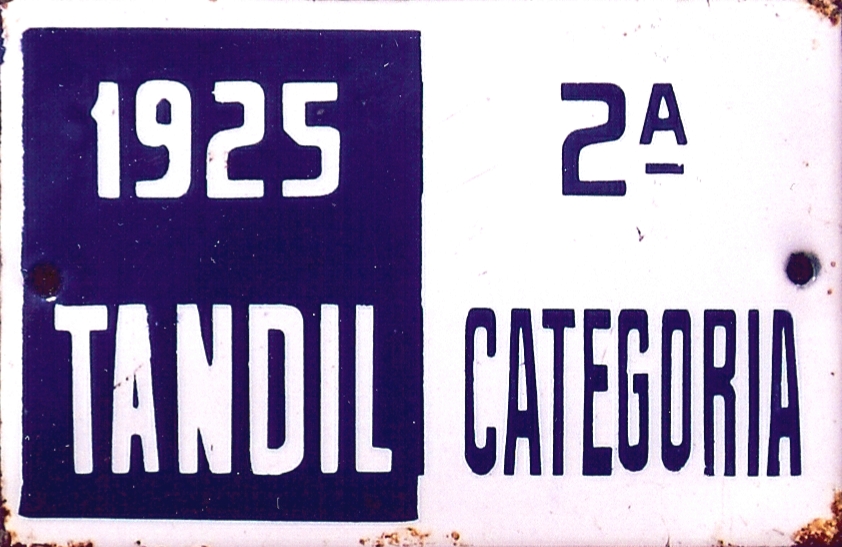 1925
TANDIL
2ª
CATEGORIA